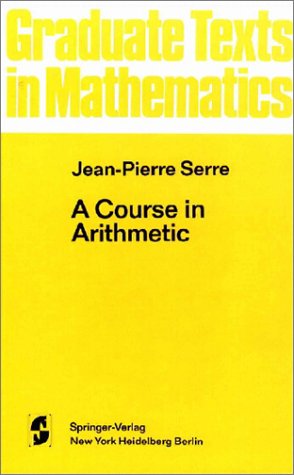 Graduate Texts
in Mathematics
Jean-Pierre Serre
A Course in
Arithmetic
Springer-Verlag
New York Heidelberg Berlin